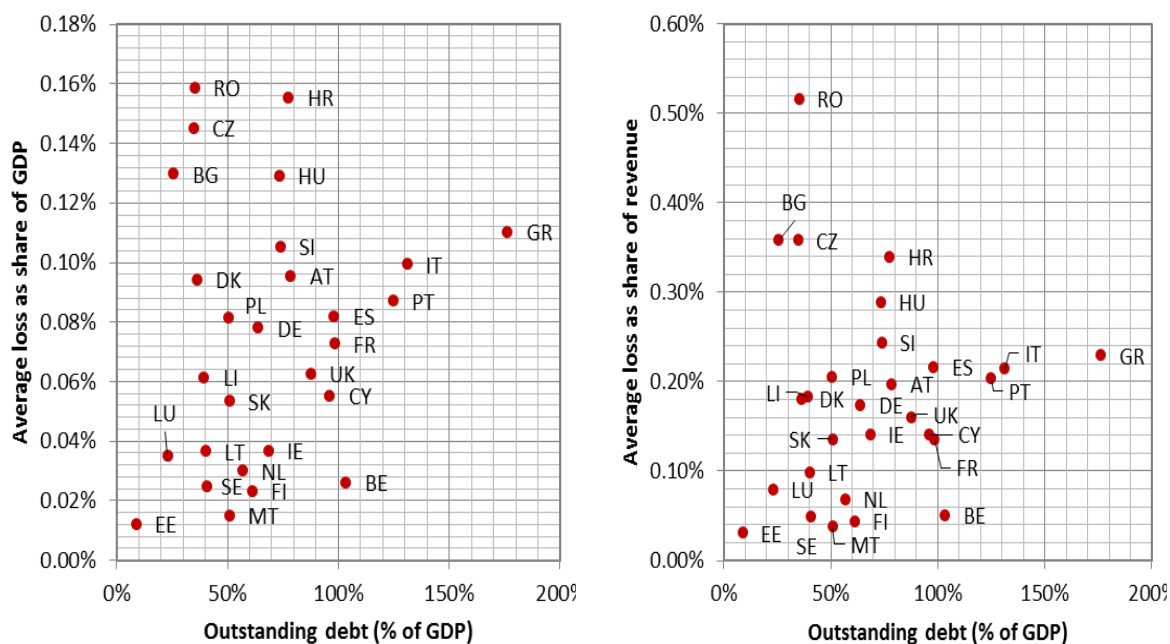 Average loss as share of GDP
0.18%
0.16%
0.14%
0.12%
0.10%
0.08%
0.06%
0.04%
0.02%
0.00%
RO
HR
CZ
BG
HU
GR
SI
IT
DK
AT
PT
PL
ES
DE
FR
UK
LI
CY
SK
LU
LT
IE
NL
BE
SE
FI
MT
EE
0%
50%
100%
150%
200%
Outstanding debt (% of GDP)
Average loss as share of revenue
0.60%
0.50%
0.40%
0.30%
0.20%
0.10%
0.00%
RO
BG
CZ
HR
HU
SI
IT
GR
ES
PL
AT
PT
LI
DK
DE
UK
SK
IE
CY
FR
LT
LU
NL
BE
FI
EE
SE
MT
0%
50%
100%
150%
200%
Outstanding debt (% of GDP)